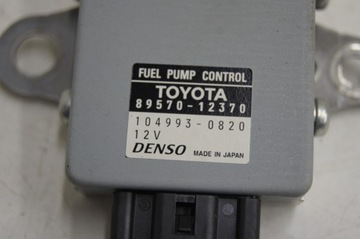 FUEL PUMP CONTROL
TOYOTA
89570-12370
104993-0820
12V
DENSO MADE IN JAPAN